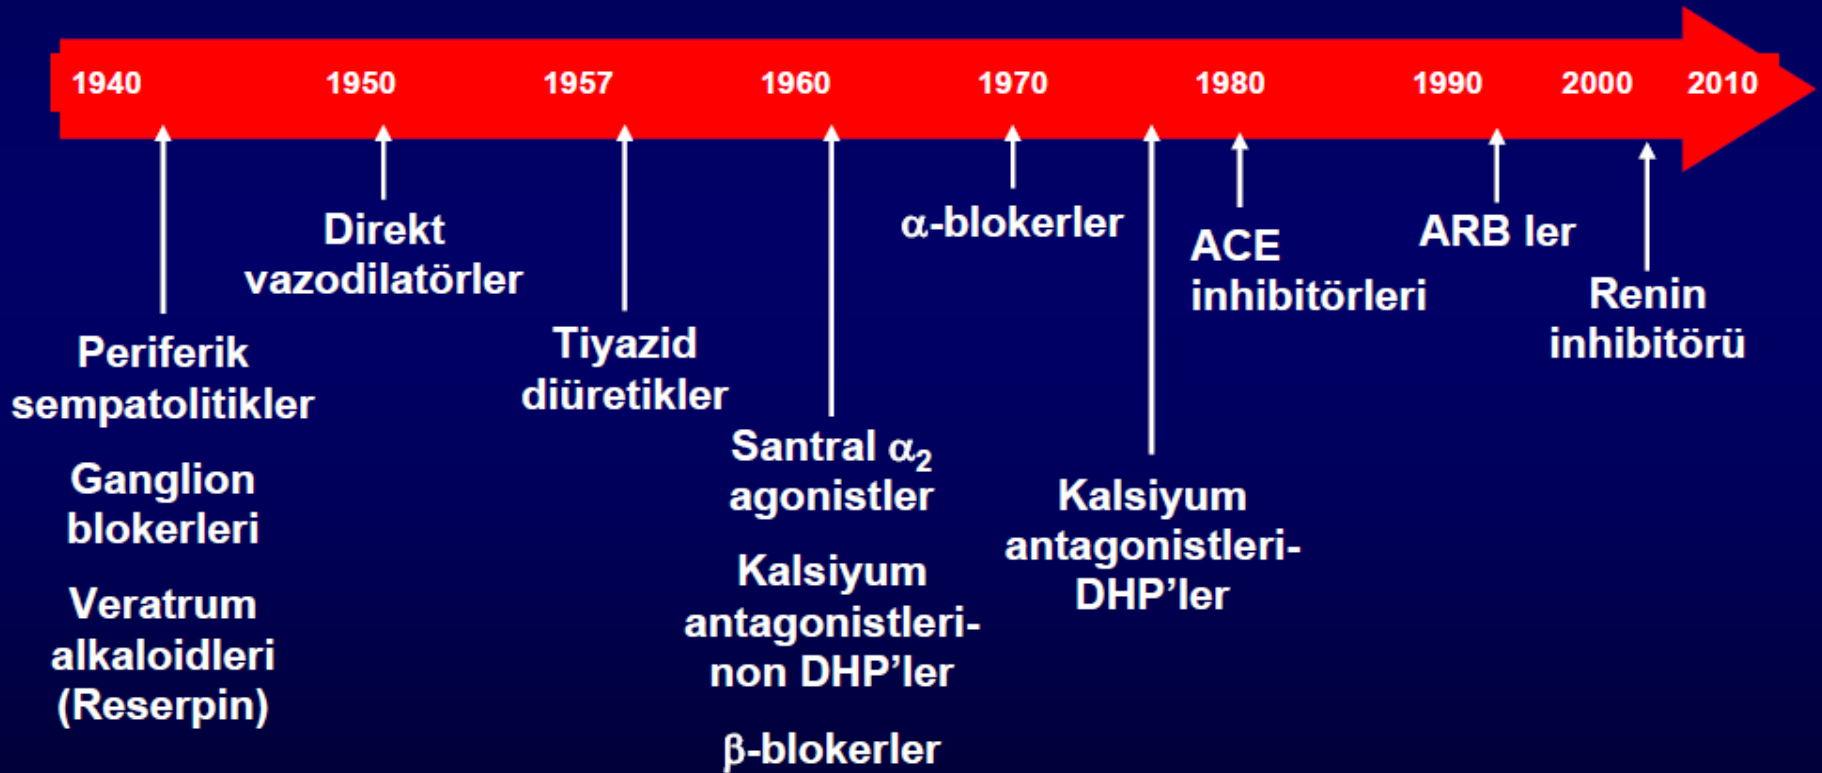 1940 1950 1957 1960 1970 1980 1990 2000 2010
Periferik
sempatolitikler
Ganglion
blokerleri
Veratrum
alkaloidleri
(Reserpin)
Direkt
vazodilatörler
Tiyazid
diüretikler
Santral α₂
agonistler
Kalsiyum
antagonistleri-
non DHP’ler
β-blokerler
α-blokerler
Kalsiyum
antagonistleri-
DHP’ler
ACE
inhibitörleri
ARB ler
Renin
inhibitörü